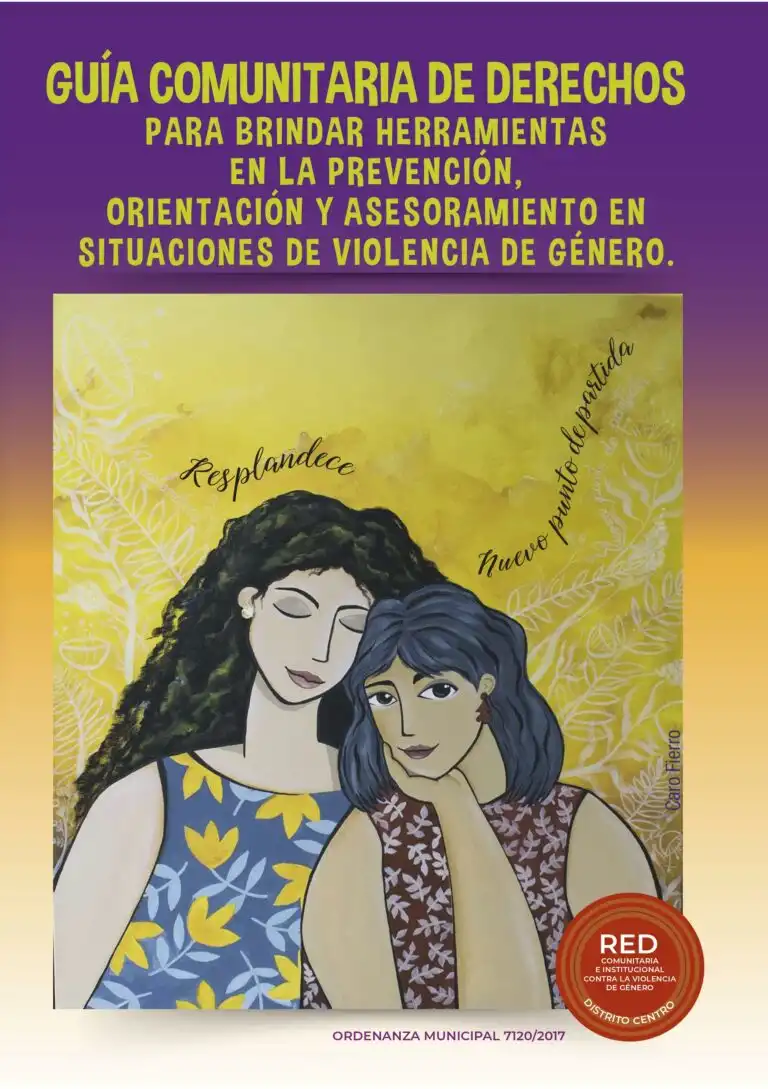 GUÍA COMUNITARIA DE DERECHOS
PARA BRINDAR HERRAMIENTAS
EN LA PREVENCIÓN,
ORIENTACIÓN Y ASESORAMIENTO EN
SITUACIONES DE VIOLENCIA DE GÉNERO.
Resplandece
Nuevo punto de partida
Caro Fierro
RED
COMUNITARIA
E INSTITUCIONAL
CONTRA LA VIOLENCIA
DE GÉNERO
DISTRITO CENTRO
ORDENANZA MUNICIPAL 7120/2017